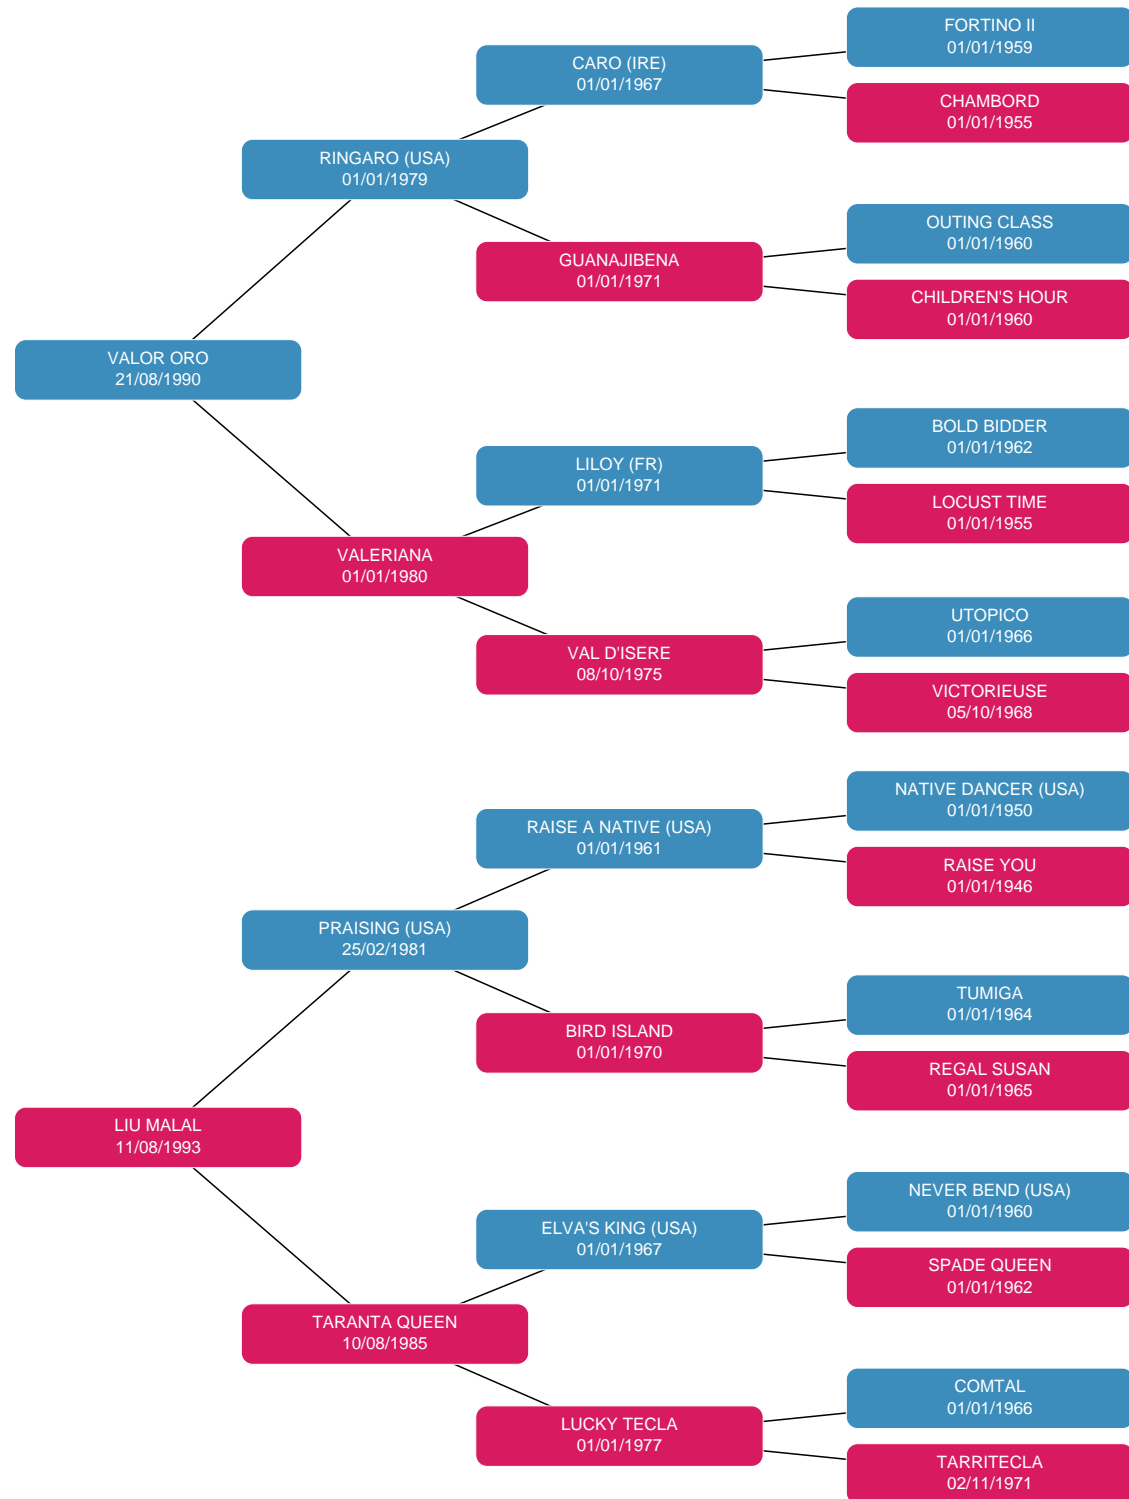 FORTINO II
01/01/1959
CARO (IRE)
01/01/1967
CHAMBORD
01/01/1955
RINGARO (USA)
01/01/1979
OUTING CLASS
01/01/1960
GUANAJIBENA
01/01/1971
CHILDREN'S HOUR
01/01/1960
VALOR ORO
21/08/1990
BOLD BIDDER
01/01/1962
LILOY (FR)
01/01/1971
LOCUST TIME
01/01/1955
VALERIANA
01/01/1980
UTOPICO
01/01/1966
VAL D'ISERE
08/10/1975
VICTORIEUSE
05/10/1968
NATIVE DANCER (USA)
01/01/1950
RAISE A NATIVE (USA)
01/01/1961
RAISE YOU
01/01/1946
PRAISING (USA)
25/02/1981
TUMIGA
01/01/1964
BIRD ISLAND
01/01/1970
REGAL SUSAN
01/01/1965
LIU MALAL
11/08/1993
NEVER BEND (USA)
01/01/1960
ELVA'S KING (USA)
01/01/1967
SPADE QUEEN
01/01/1962
TARANTA QUEEN
10/08/1985
COMTAL
01/01/1966
LUCKY TECLA
01/01/1977
TARRITECLA
02/11/1971